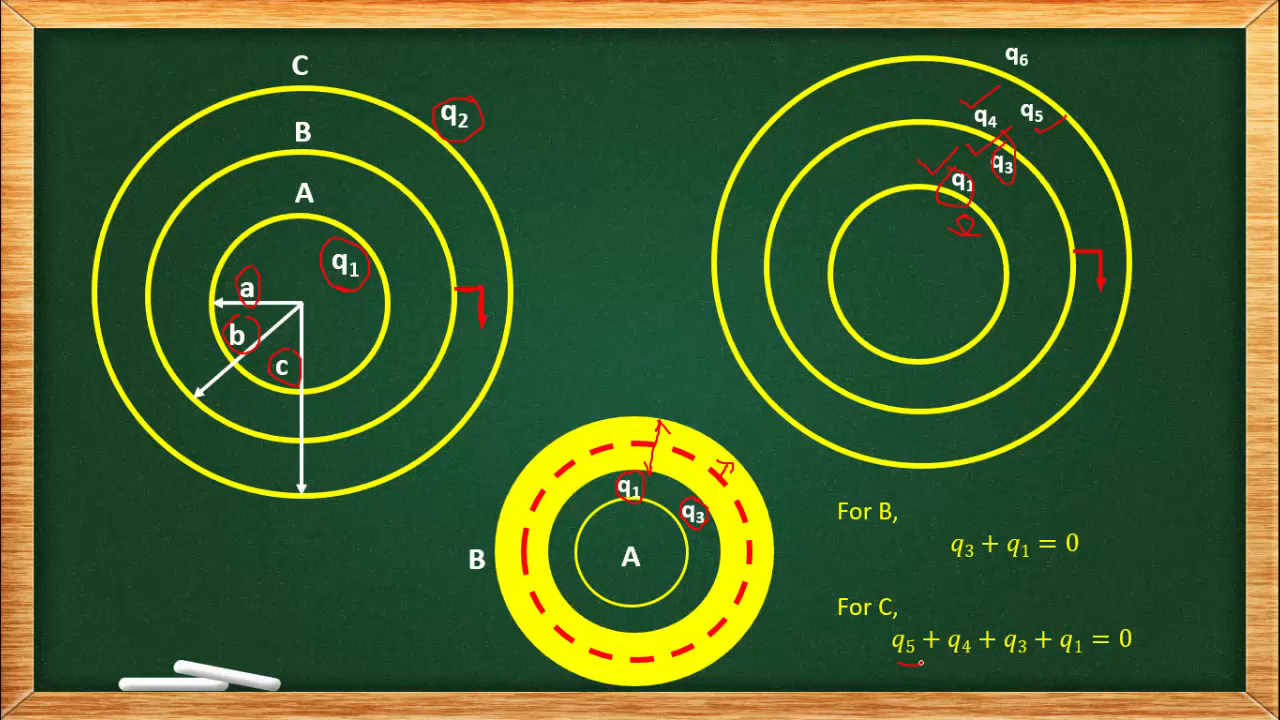 C
q₂
B
A
q₁
a
b
c
q₆
q₄
q₅
q₃
q₁
0
q₁
q₃
A
B
For B,
q₃ + q₁ = 0
For C,
q₅ + q₄ + q₃ + q₁ = 0